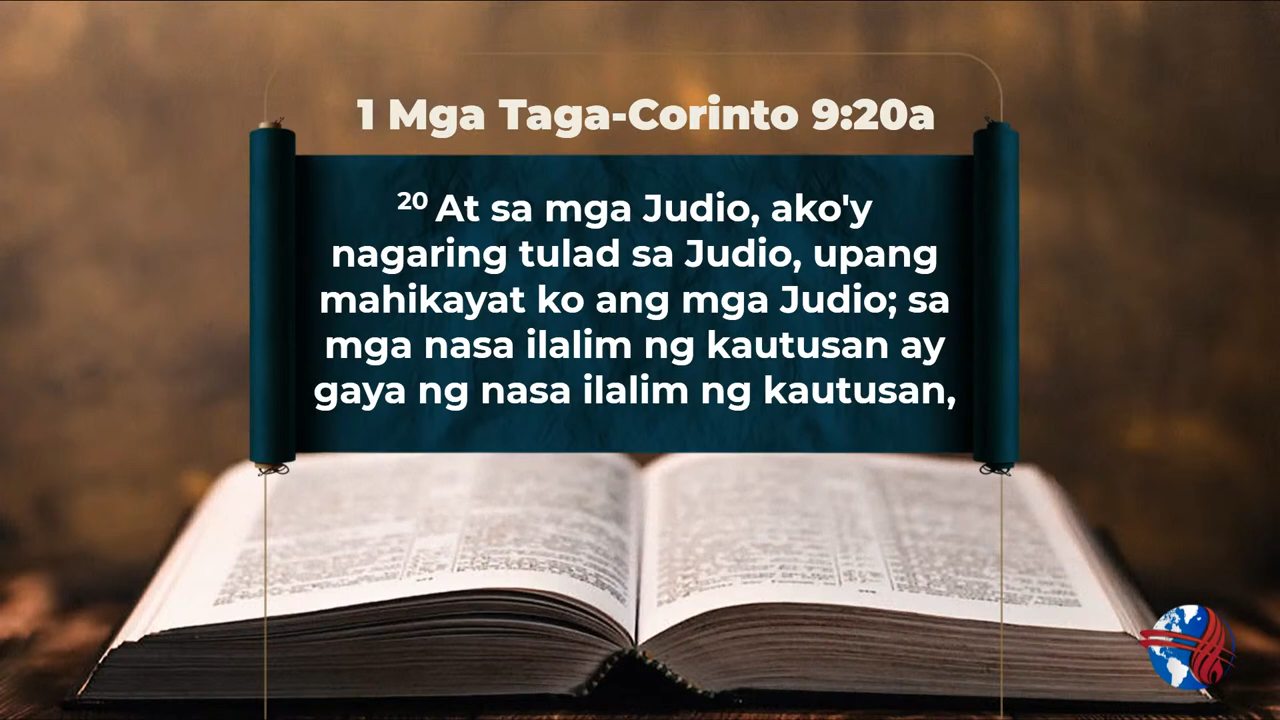 1 Mga Taga-Corinto 9:20a
20 At sa mga Judio, ako'y
nagaring tulad sa Judio, upang
mahikayat ko ang mga Judio; sa
mga nasa ilalim ng kautusan ay
gaya ng nasa ilalim ng kautusan,